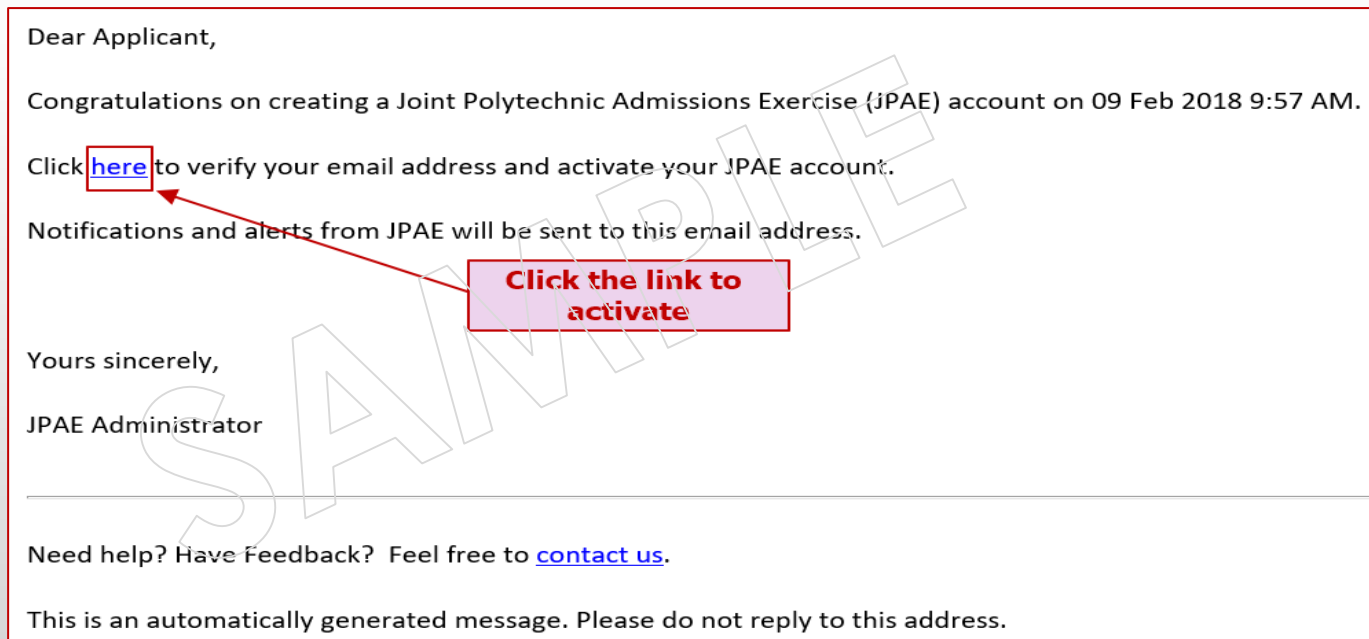 Dear Applicant,
Congratulations on creating a Joint Polytechnic Admissions Exercise (JPAE) account on 09 Feb 2018 9:57 AM.
Click here to verify your email address and activate your JPAE account.
Notifications and alerts from JPAE will be sent to this email address.
Click the link to
activate
Yours sincerely,
JPAE Administrator
SAMPLE
Need help? Have Feedback?  Feel free to contact us.
This is an automatically generated message. Please do not reply to this address.